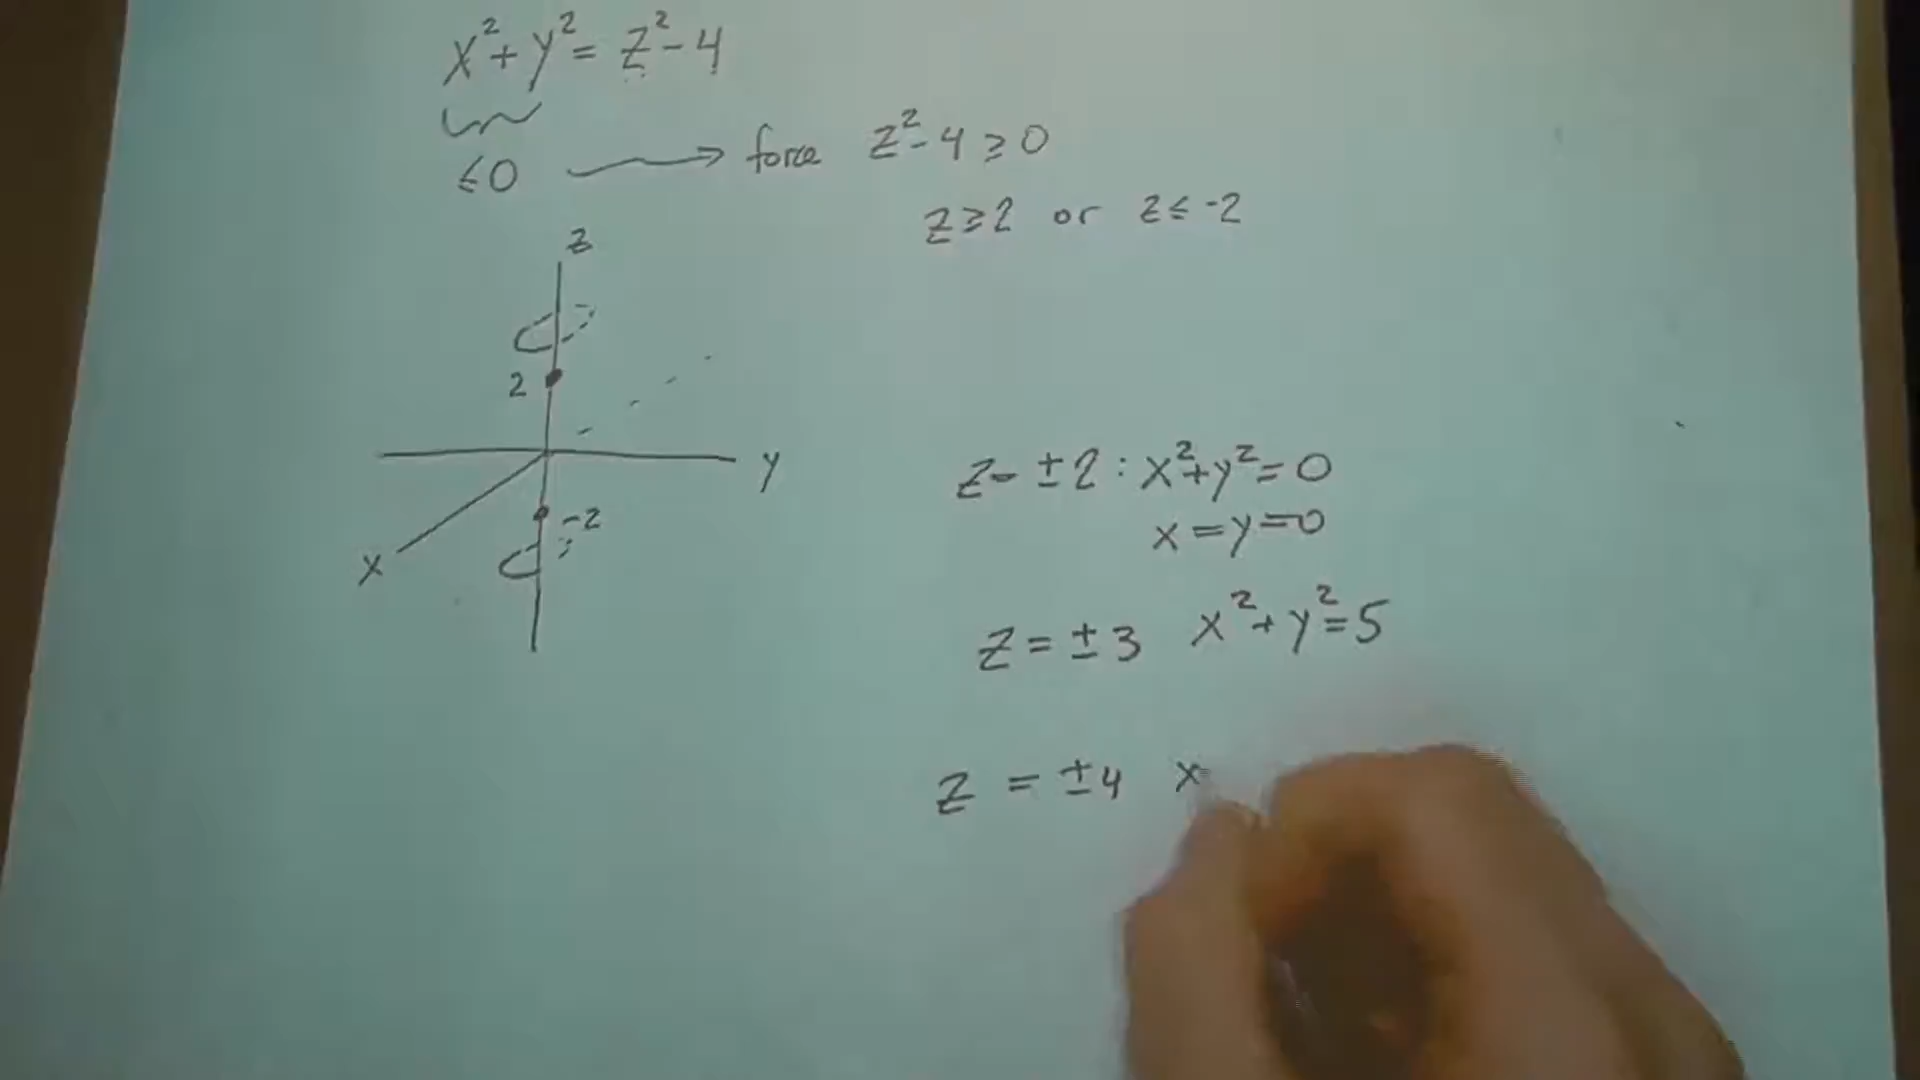 x²+y²= z²-4
≤0 → force z²-4≥0
z≥2 or z≤-2
z
2
y
-2
x
z= ±2 : x²+y²=0
x=y=0
z=±3 x²+y²=5
z = ±4 x